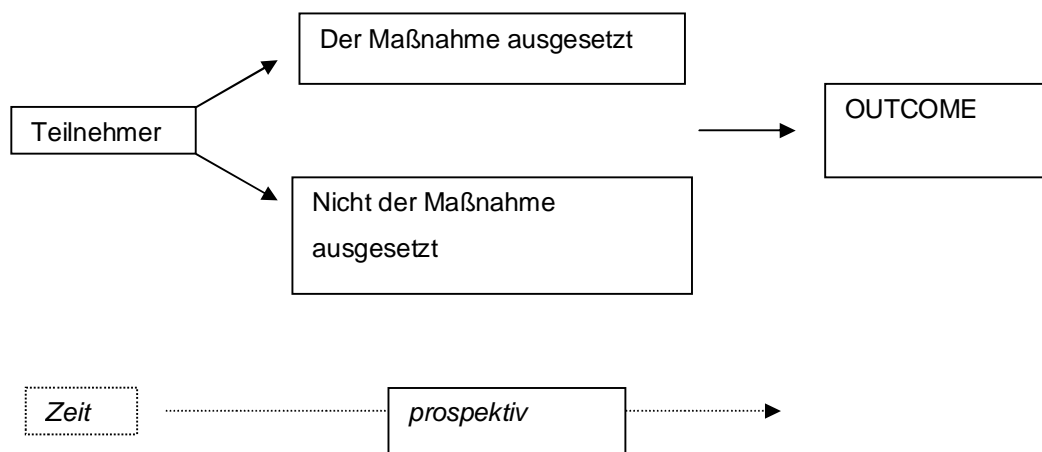 Der Maßnahme ausgesetzt
Teilnehmer
OUTCOME
Nicht der Maßnahme
ausgesetzt
Zeit
prospektiv